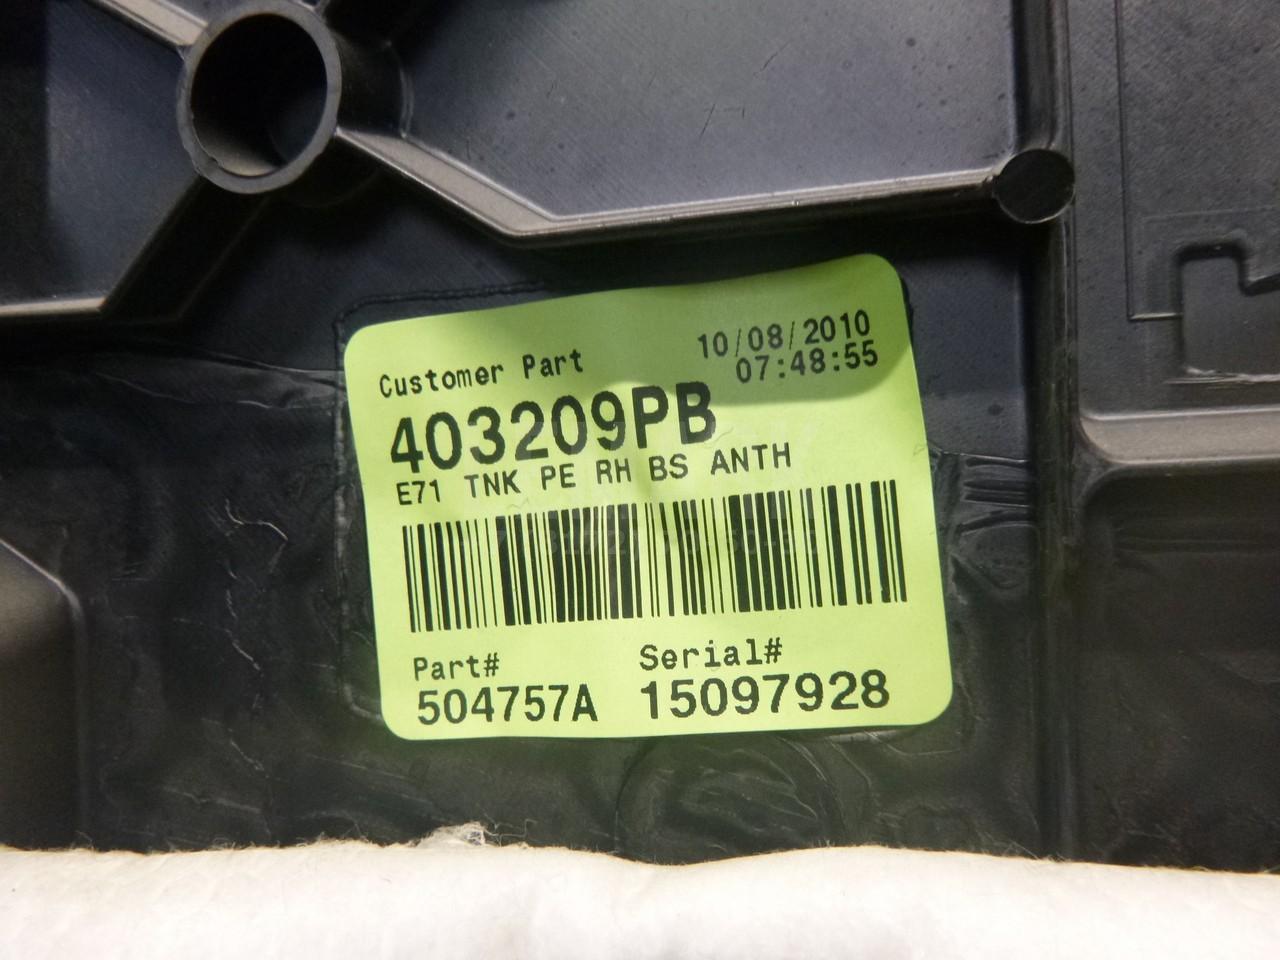 Customer Part
10/08/2010
07:48:55
403209PB
E71 TNK PE RH BS ANTH
Part#
504757A
Serial#
15097928